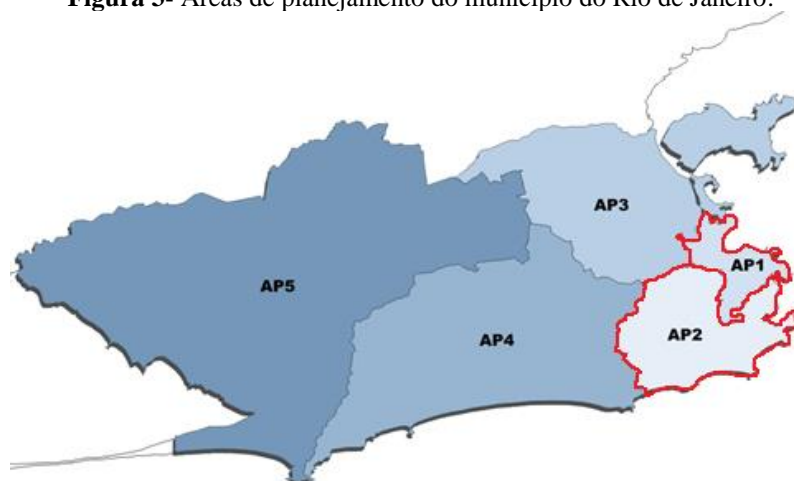 Figura 3- Áreas de planejamento do município do Rio de Janeiro.
AP3
AP1
AP5
AP2
AP4